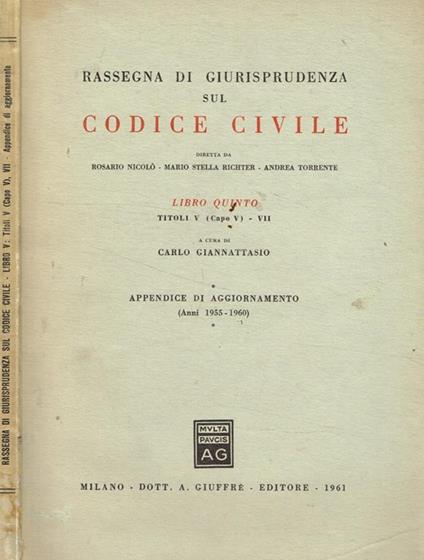 RASSEGNA DI GIURISPRUDENZA SUL CODICE CIVILE - LIBRO V: Titoli V (Capo V), VII - Appendice di aggiornamento
RASSEGNA DI GIURISPRUDENZA
SUL
CODICE CIVILE
DIRETTA DA
ROSARIO NICOLÒ - MARIO STELLA RICHTER - ANDREA TORRENTE
LIBRO QUINTO
TITOLI V (Capo V) - VII
A CURA DI
CARLO GIANNATTASIO
APPENDICE DI AGGIORNAMENTO
(Anni 1955-1960)
MVLTA
PAVCIS
AG
MILANO - DOTT. A. GIUFFRÈ - EDITORE - 1961